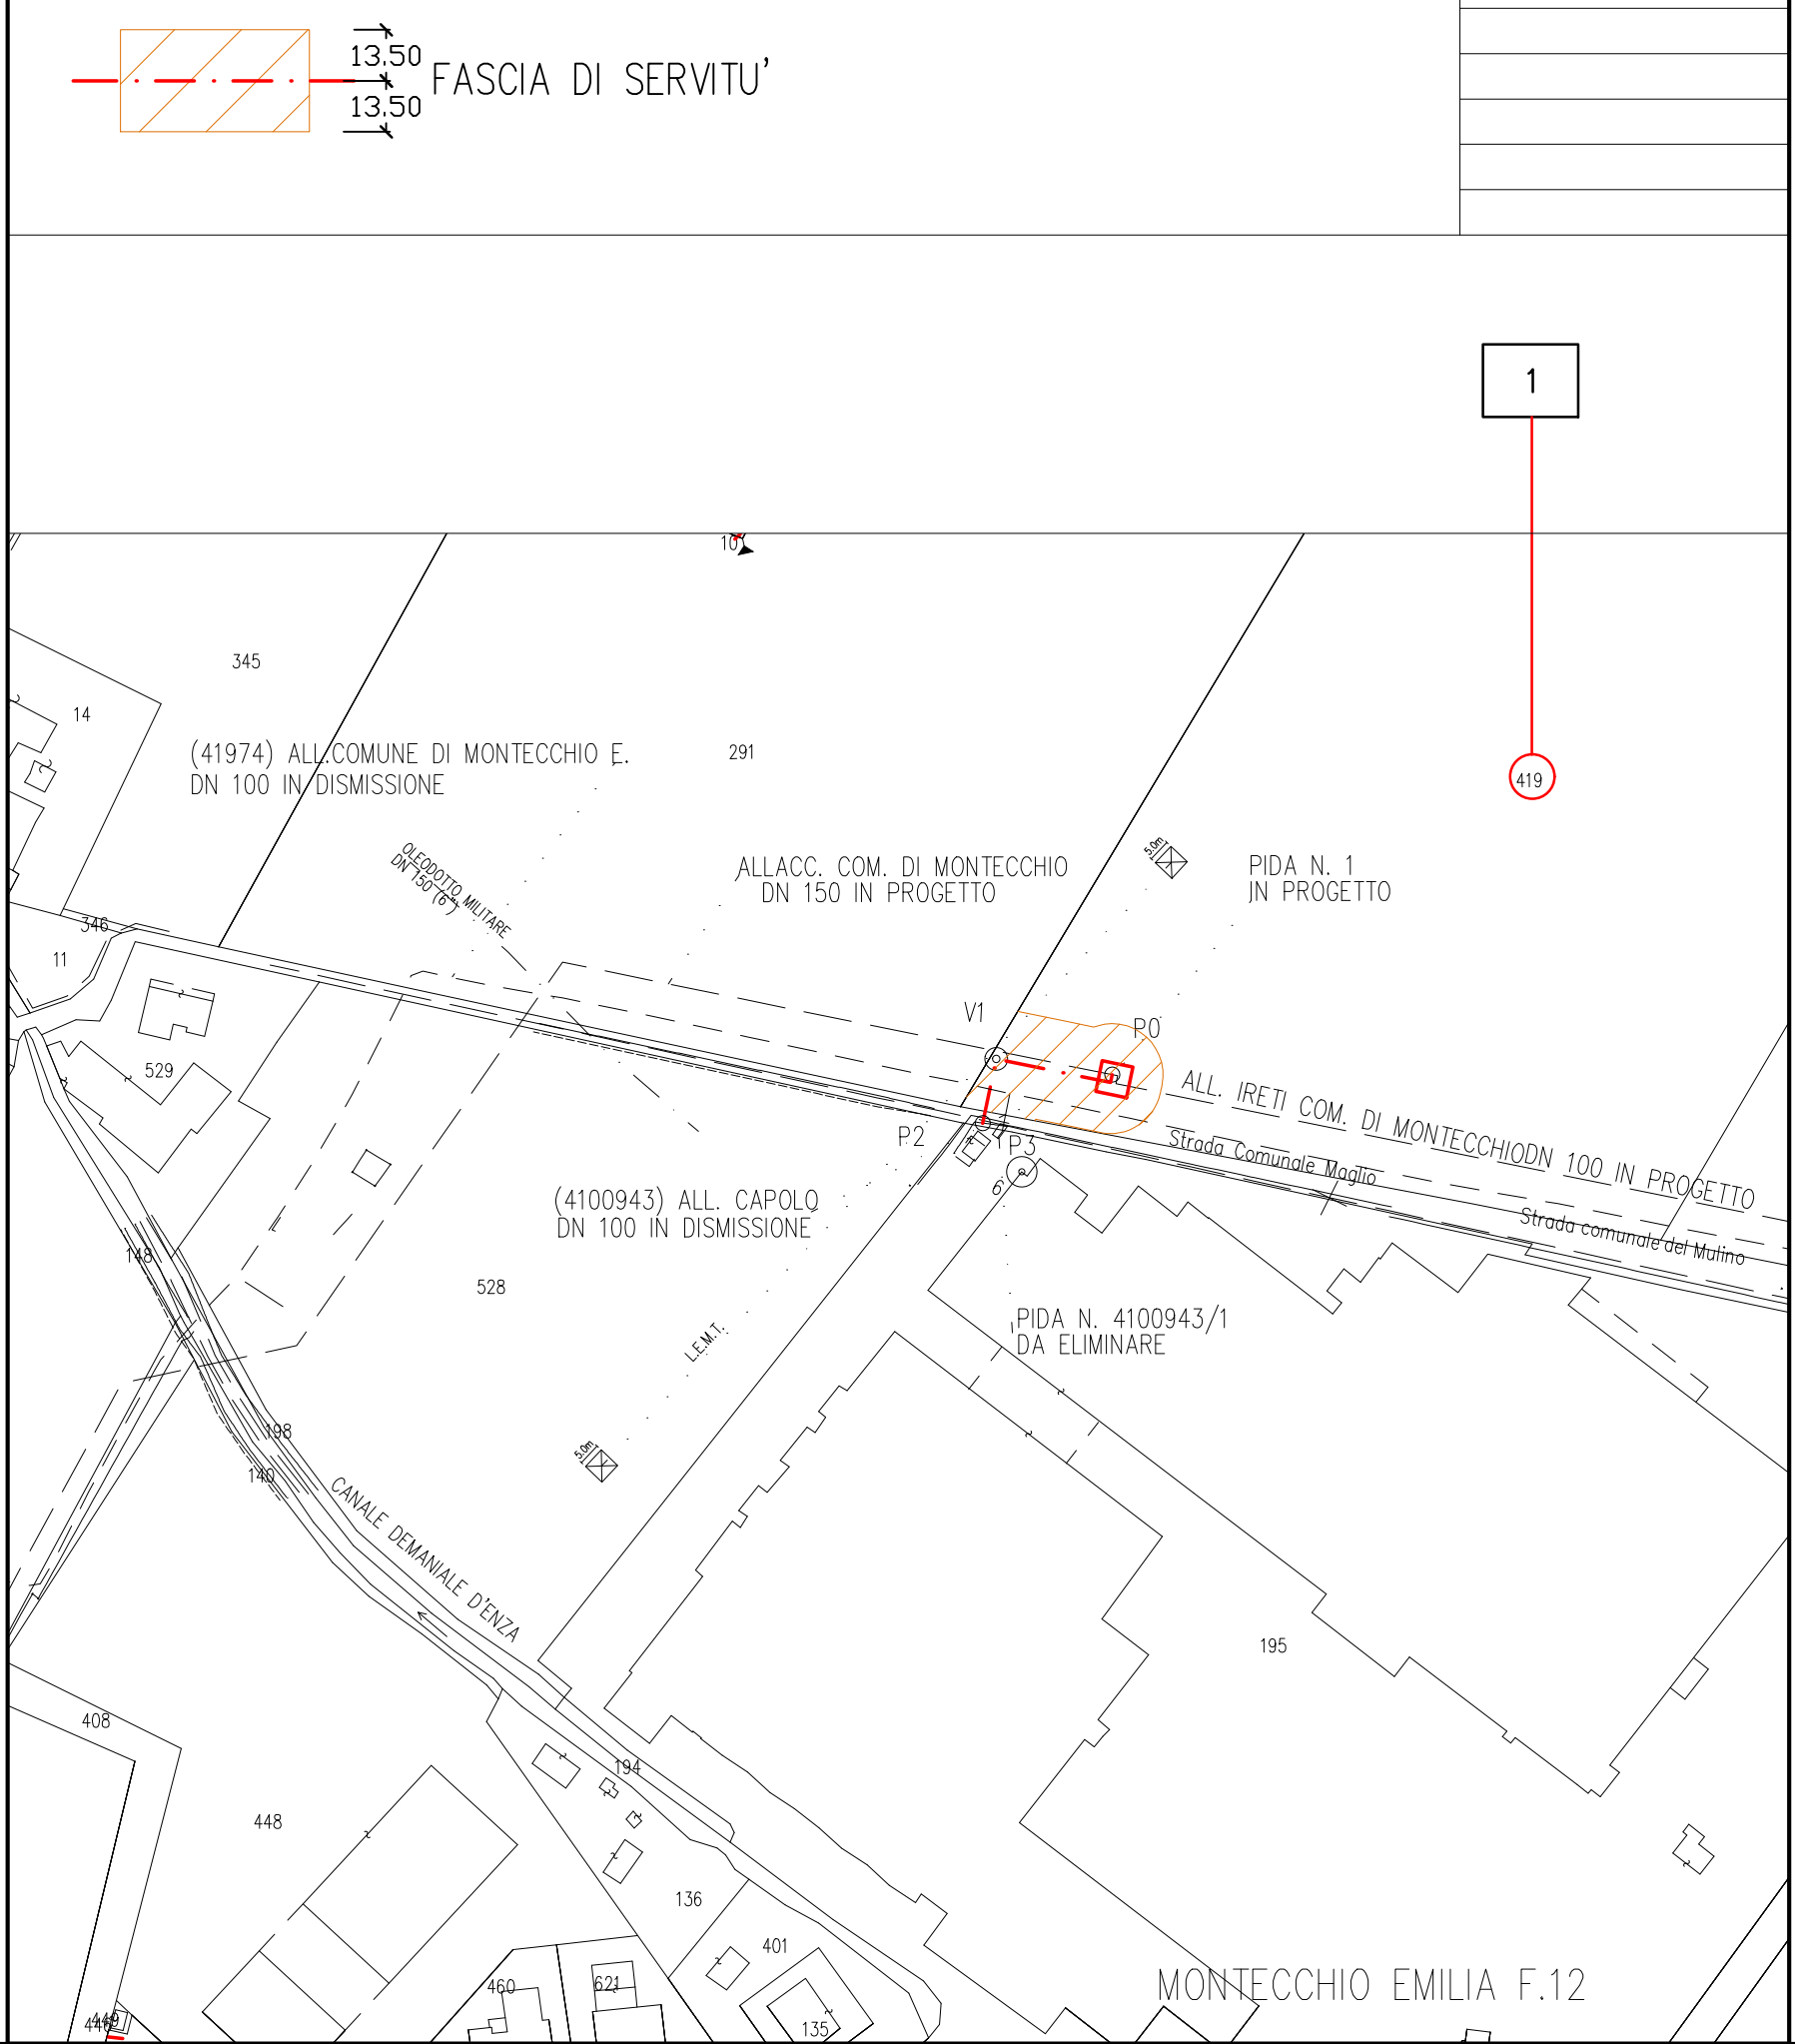 13.50
FASCIA DI SERVITU'
13.50
1
10
345
14
(41974) ALL.COMUNE DI MONTECCHIO E.
DN 100 IN DISMISSIONE
291
419
OLEODOTTO MILITARE
DN 150 (6")
ALLACC. COM. DI MONTECCHIO
DN 150 IN PROGETTO
5.0m
PIDA N. 1
IN PROGETTO
346
11
V1
P0
529
ALL. IRETI COM. DI MONTECCHIODN 100 IN PROGETTO
P2
P3
Strada Comunale Maglio
6
(4100943) ALL. CAPOLO
DN 100 IN DISMISSIONE
Strada comunale del Mulino
148
528
PIDA N. 4100943/1
DA ELIMINARE
L.E.M.T.
198
140
5.0m
CANALE DEMANIALE D'ENZA
195
408
194
448
136
401
MONTECCHIO EMILIA F.12
460
621
449
446
135